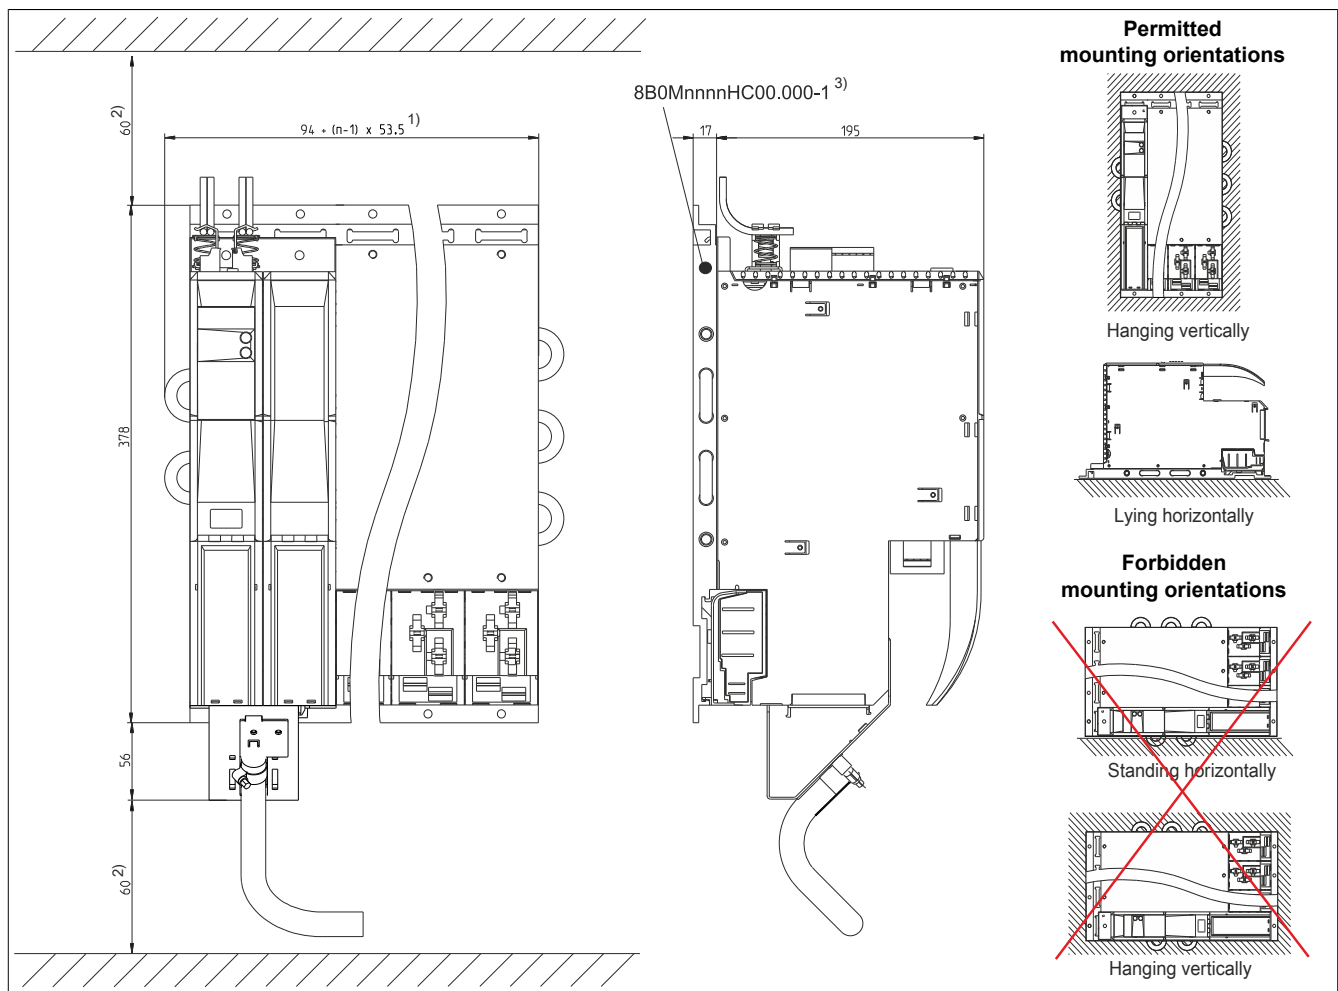 60 2)
94 + (n-1) x 53.5 1)
378
56
60 2)
8B0MnnnnHC00.000-1 3)
17
195
Permitted
mounting orientations
Hanging vertically
Lying horizontally
Forbidden
mounting orientations
Standing horizontally
Hanging vertically